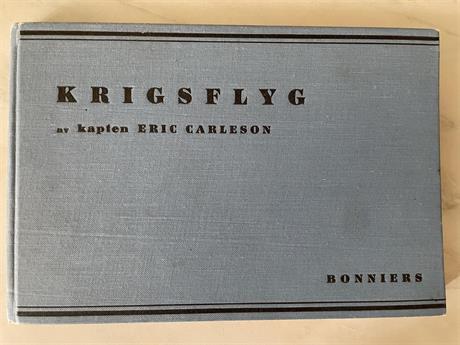 KRIGSFLYG
av kapten ERIC CARLESON
BONNIERS